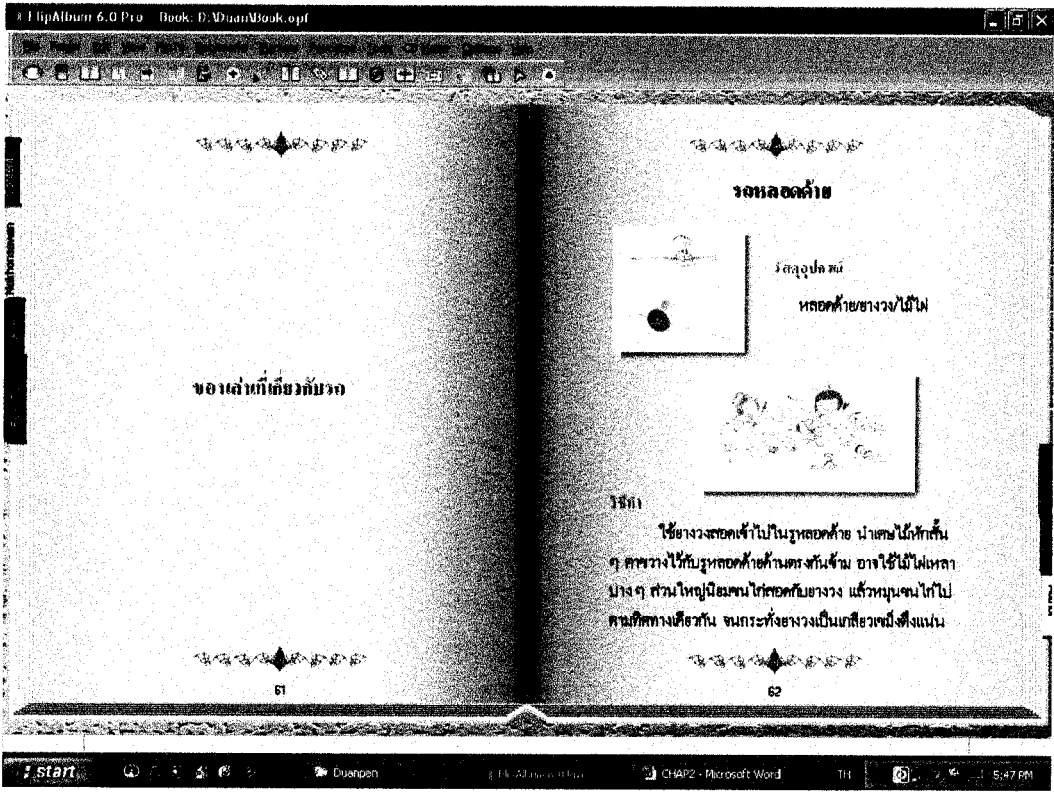 FlipAlbum 6.0 Pro Book: D:\Duan\Book.opf
Nakhonsawan
ของเล่นที่เกี่ยวกับรถ
61
รถหลอดด้าย
วัสดุอุปกรณ์
หลอดด้าย/ยางวง/ไม้ไผ่
วิธีทำ
ใช้ยางวงสอดเข้าไปในรูหลอดด้าย นำเศษไม้หักสั้น
ๆ คาขวางไว้กับรูหลอดด้ายด้านตรงกันข้าม อาจใช้ไม้ไผ่เหลา
บาง ๆ ส่วนใหญ่นิยมขนไก่สอดกับยางวง แล้วหมุนขนไก่ไป
ตามทิศทางเดียวกัน จนกระทั่งยางวงเป็นเกลียวเขม็งตึงแน่น
62
start
Duanpen
CHAP2 - Microsoft Word
TH
5:47 PM